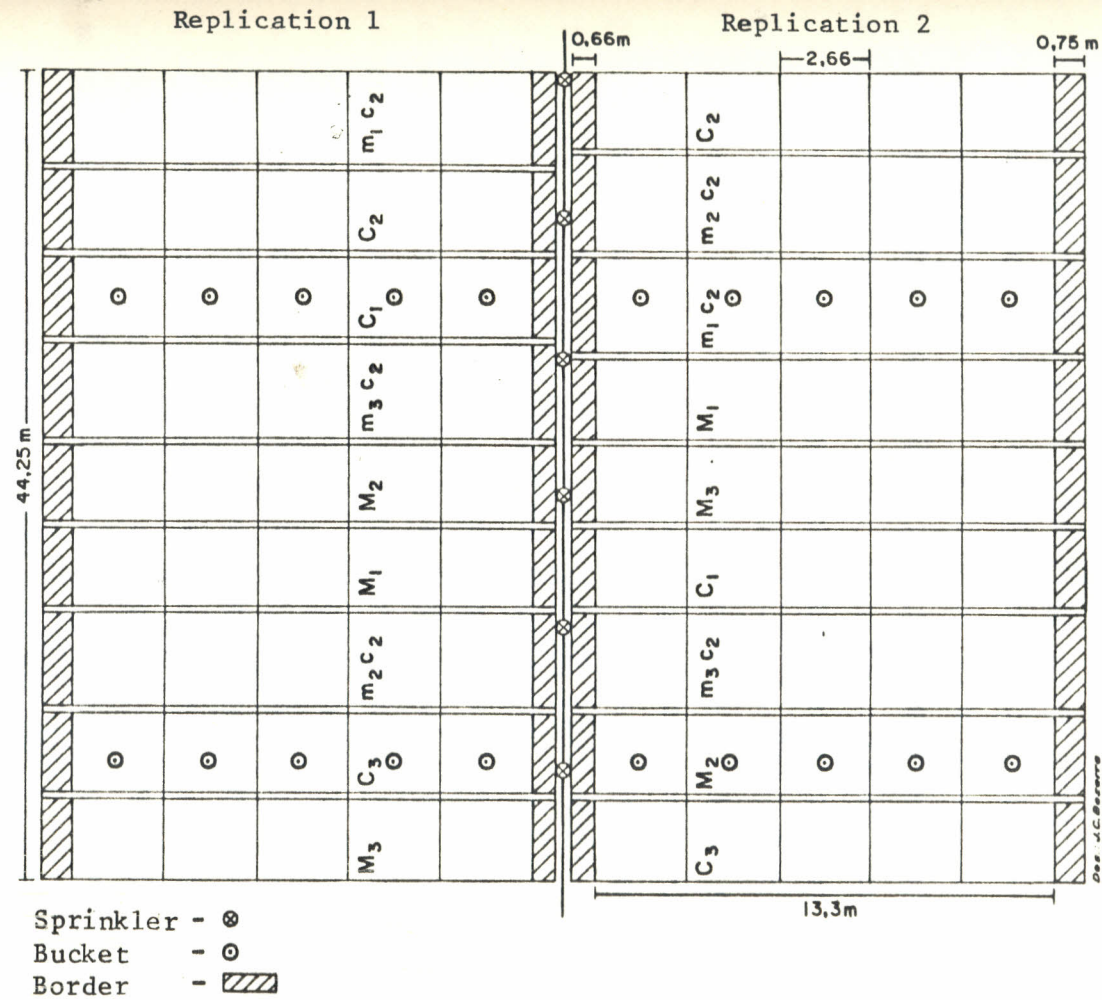 Replication 1
Replication 2
0,66m
2,66
0,75 m
44,25 m
m₁ c₂
C₂
C₁
m₃ c₂
M₂
M₁
m₂ c₂
C₃
M₃
C₂
m₂ c₂
m₁ c₂
M₁
M₃
C₁
m₃ c₂
M₂
C₃
13,3m
Sprinkler - ⊗
Bucket - ⊙
Border -